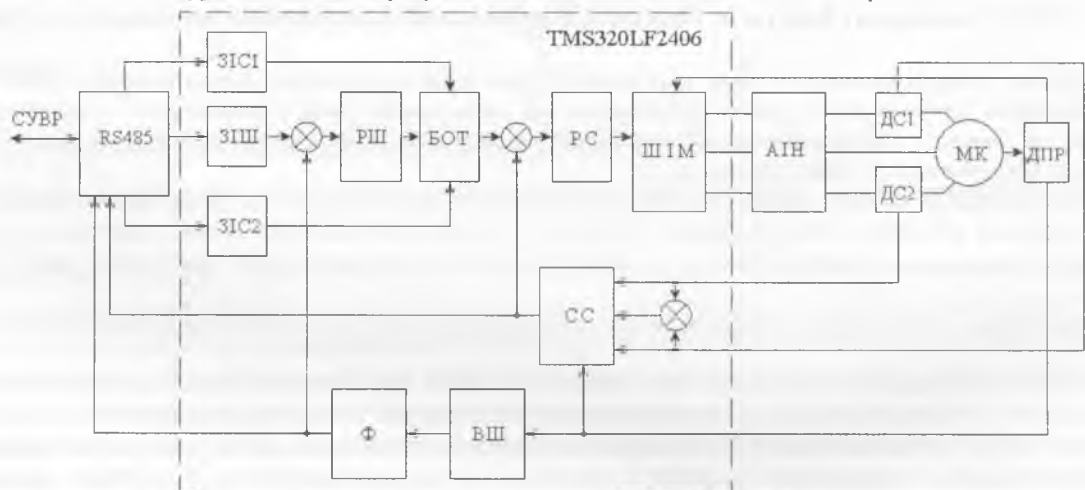 TMS320LF2406
ЗІС1
СУВР
RS485
ЗІШ
РШ
БОТ
РС
ШІМ
АІН
ДС1
МК
ДПР
ДС2
ЗІС2
СС
Ф
ВШ